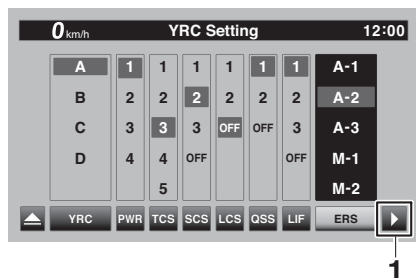 0 km/h YRC Setting 12:00
A 1 1 1 1 1 1 A-1
B 2 2 2 2 2 2 A-2
C 3 3 3 OFF OFF 3 A-3
D 4 4 OFF OFF M-1
5 M-2
YRC PWR TCS SCS LCS QSS LIF ERS
1